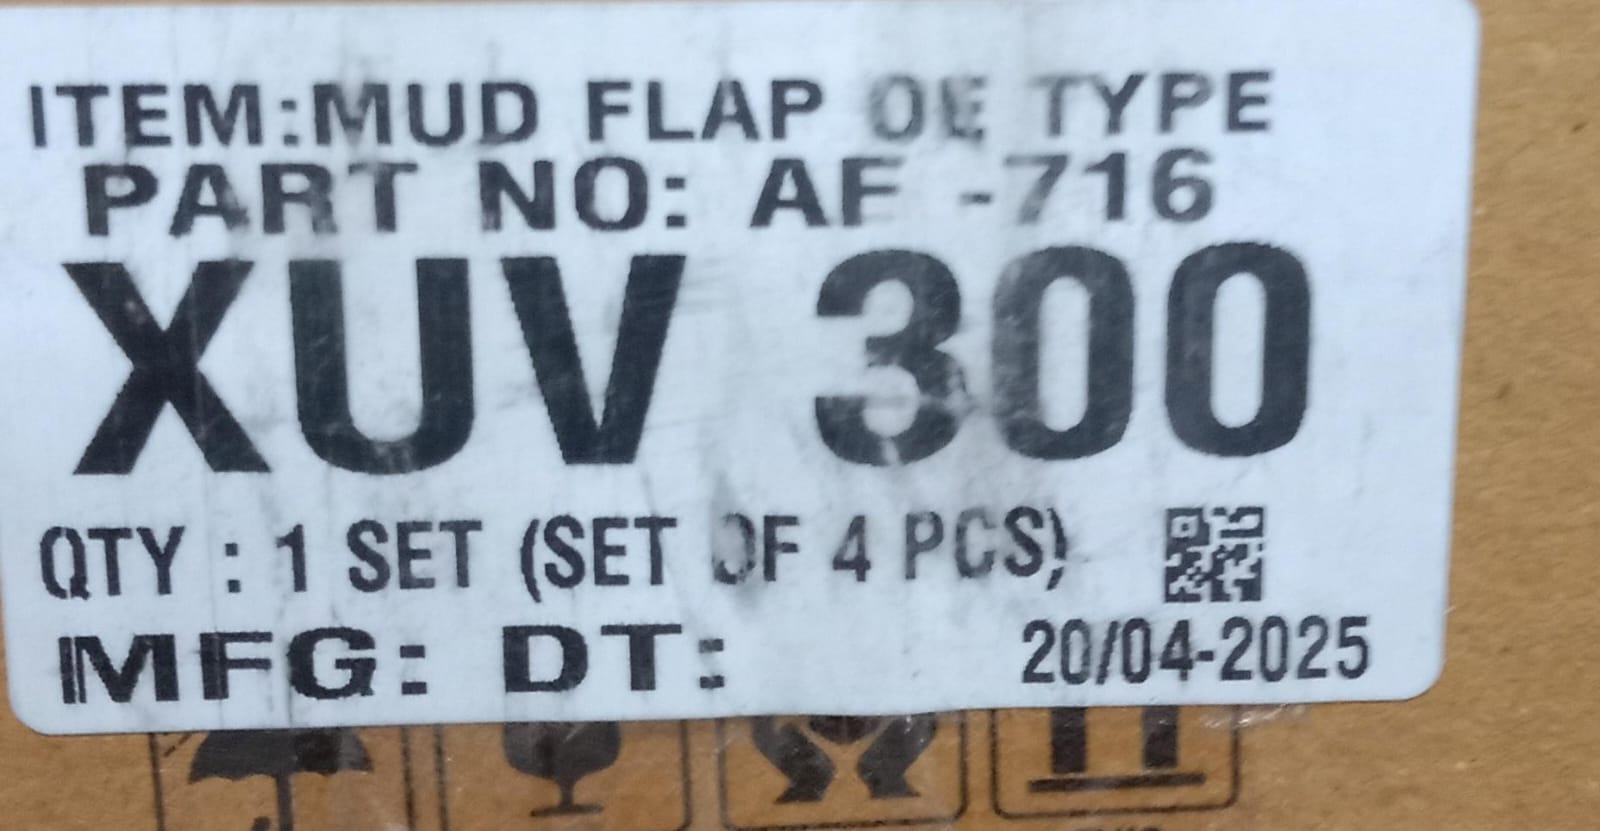 ITEM:MUD FLAP OE TYPE
PART NO: AF -716
XUV 300
QTY : 1 SET (SET OF 4 PCS)
MFG: DT: 20/04-2025